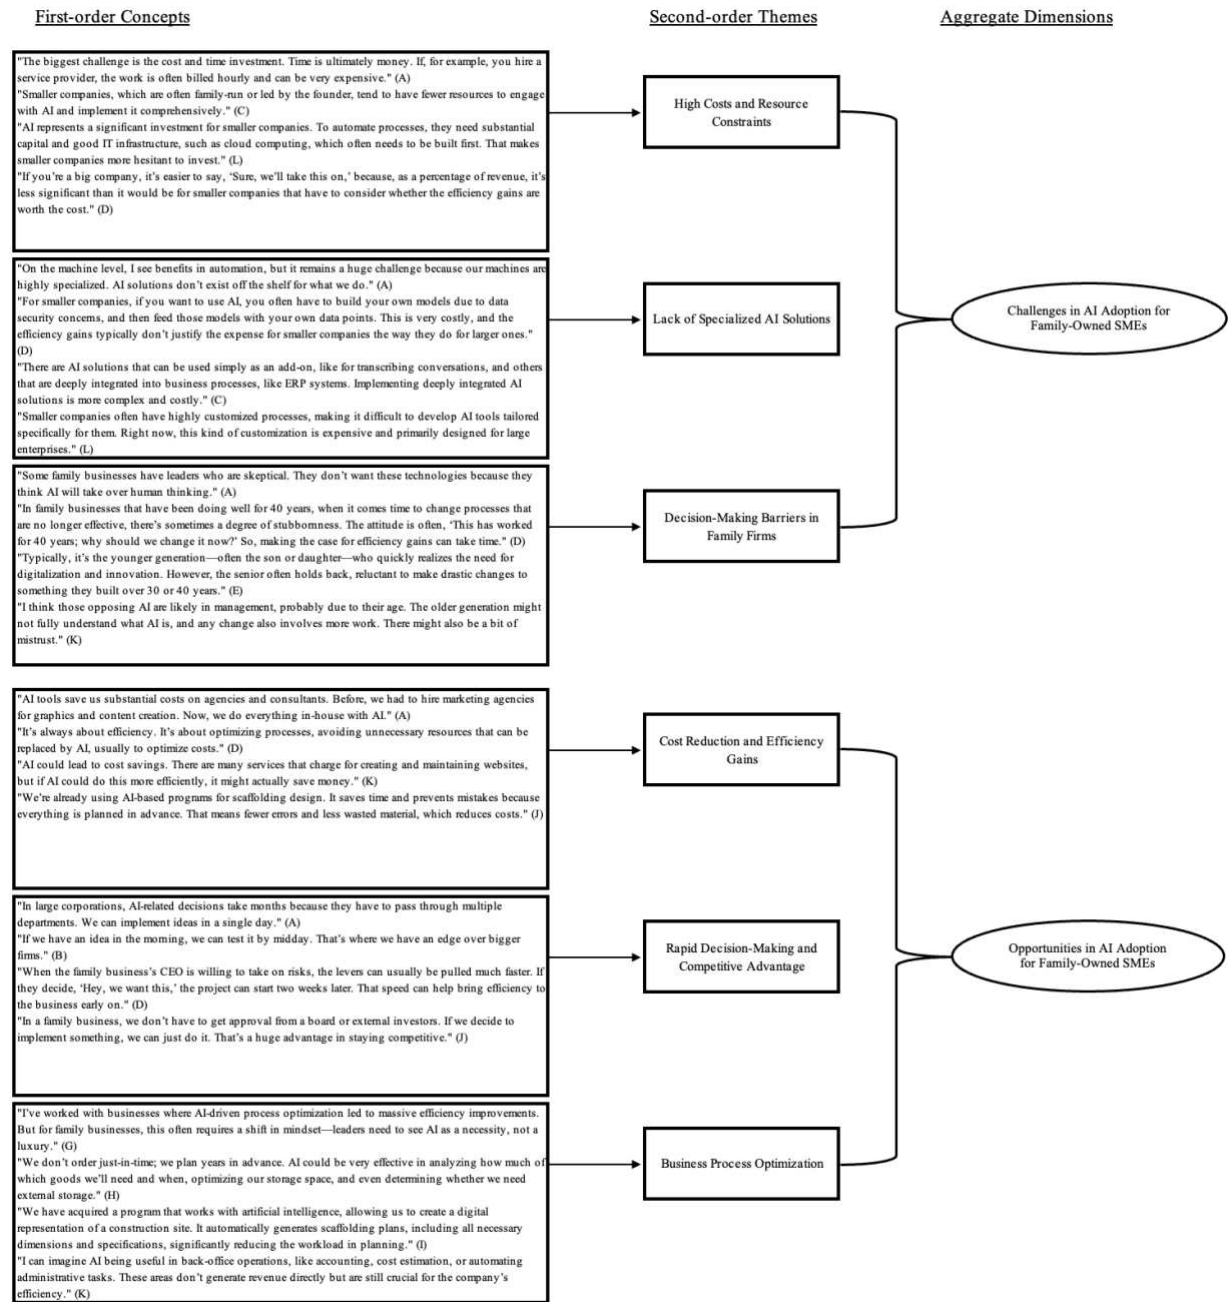 First-order Concepts
Second-order Themes
Aggregate Dimensions
"The biggest challenge is the cost and time investment. Time is ultimately money. If, for example, you hire a
service provider, the work is often billed hourly and can be very expensive." (A)
"Smaller companies, which are often family-run or led by the founder, tend to have fewer resources to engage
with AI and implement it comprehensively." (C)
"AI represents a significant investment for smaller companies. To automate processes, they need substantial
capital and good IT infrastructure, such as cloud computing, which often needs to be built first. That makes
smaller companies more hesitant to invest." (L)
"If you're a big company, it's easier to say, 'Sure, we'll take this on,' because, as a percentage of revenue, it's
less significant than it would be for smaller companies that have to consider whether the efficiency gains are
worth the cost." (D)
High Costs and Resource
Constraints
"On the machine level, I see benefits in automation, but it remains a huge challenge because our machines are
highly specialized. AI solutions don't exist off the shelf for what we do." (A)
"For smaller companies, if you want to use AI, you often have to build your own models due to data
security concerns, and then feed those models with your own data points. This is very costly, and the
efficiency gains typically don't justify the expense for smaller companies the way they do for larger ones."
(D)
"There are AI solutions that can be used simply as an add-on, like for transcribing conversations, and others
that are deeply integrated into business processes, like ERP systems. Implementing deeply integrated AI
solutions is more complex and costly." (C)
"Smaller companies often have highly customized processes, making it difficult to develop AI tools tailored
specifically for them. Right now, this kind of customization is expensive and primarily designed for large
enterprises." (L)
Lack of Specialized AI Solutions
Challenges in AI Adoption for
Family-Owned SMEs
"Some family businesses have leaders who are skeptical. They don't want these technologies because they
think AI will take over human thinking." (A)
"In family businesses that have been doing well for 40 years, when it comes time to change processes that
are no longer effective, there's sometimes a degree of stubbornness. The attitude is often, 'This has worked
for 40 years; why should we change it now?' So, making the case for efficiency gains can take time." (D)
"Typically, it's the younger generation—often the son or daughter—who quickly realizes the need for
digitalization and innovation. However, the senior often holds back, reluctant to make drastic changes to
something they built over 30 or 40 years." (E)
"I think those opposing AI are likely in management, probably due to their age. The older generation might
not fully understand what AI is, and any change also involves more work. There might also be a bit of
mistrust." (K)
Decision-Making Barriers in
Family Firms
"AI tools save us substantial costs on agencies and consultants. Before, we had to hire marketing agencies
for graphics and content creation. Now, we do everything in-house with AI." (A)
"It's always about efficiency. It's about optimizing processes, avoiding unnecessary resources that can be
replaced by AI, usually to optimize costs." (D)
"AI could lead to cost savings. There are many services that charge for creating and maintaining websites,
but if AI could do this more efficiently, it might actually save money." (K)
"We're already using AI-based programs for scaffolding design. It saves time and prevents mistakes because
everything is planned in advance. That means fewer errors and less wasted material, which reduces costs." (J)
Cost Reduction and Efficiency
Gains
"In large corporations, AI-related decisions take months because they have to pass through multiple
departments. We can implement ideas in a single day." (A)
"If we have an idea in the morning, we can test it by midday. That's where we have an edge over bigger
firms." (B)
"When the family business's CEO is willing to take on risks, the levers can usually be pulled much faster. If
they decide, 'Hey, we want this,' the project can start two weeks later. That speed can help bring efficiency to
the business early on." (D)
"In a family business, we don't have to get approval from a board or external investors. If we decide to
implement something, we can just do it. That's a huge advantage in staying competitive." (J)
Rapid Decision-Making and
Competitive Advantage
Opportunities in AI Adoption
for Family-Owned SMEs
"I've worked with businesses where AI-driven process optimization led to massive efficiency improvements.
But for family businesses, this often requires a shift in mindset—leaders need to see AI as a necessity, not a
luxury." (G)
"We don't order just-in-time; we plan years in advance. AI could be very effective in analyzing how much of
which goods we'll need and when, optimizing our storage space, and even determining whether we need
external storage." (H)
"We have acquired a program that works with artificial intelligence, allowing us to create a digital
representation of a construction site. It automatically generates scaffolding plans, including all necessary
dimensions and specifications, significantly reducing the workload in planning." (I)
"I can imagine AI being useful in back-office operations, like accounting, cost estimation, or automating
administrative tasks. These areas don't generate revenue directly but are still crucial for the company's
efficiency." (K)
Business Process Optimization